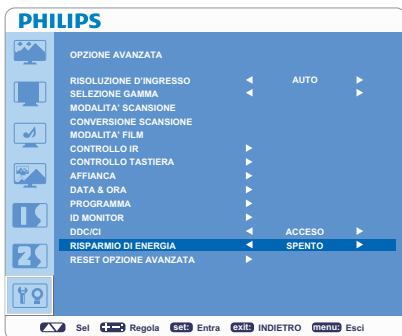 PHILIPS
OPZIONE AVANZATA
RISOLUZIONE D'INGRESSO AUTO
SELEZIONE GAMMA
MODALITA' SCANSIONE
CONVERSIONE SCANSIONE
MODALITA' FILM
CONTROLLO IR
CONTROLLO TASTIERA
AFFIANCA
DATA & ORA
PROGRAMMA
ID MONITOR
DDC/CI ACCESO
RISPARMIO DI ENERGIA SPENTO
RESET OPZIONE AVANZATA
Sel Regola set: Entra exit: INDIETRO menu: Esci